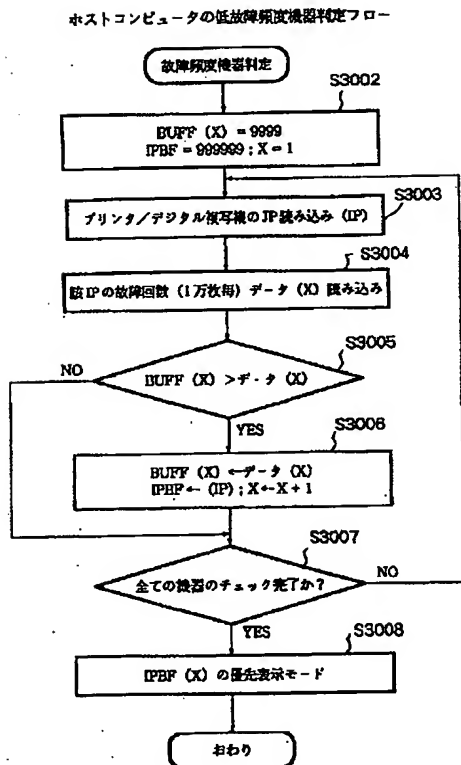 ホストコンピュータの低故障頻度機器判定フロー
故障頻度機器判定
S3002
BUFF (X) = 9999
IPBF = 999999 ; X = 1
S3003
プリンタ/デジタル複写機のIP読み込み (IP)
S3004
該IPの故障回数 (1万枚毎) データ (X) 読み込み
S3005
NO
BUFF (X) >データ (X)
YES
S3006
BUFF (X) ←データ (X)
IPBF← (IP) ; X←X + 1
S3007
全ての機器のチェック完了か?
NO
YES
S3008
IPBF (X) の優先表示モード
おわり